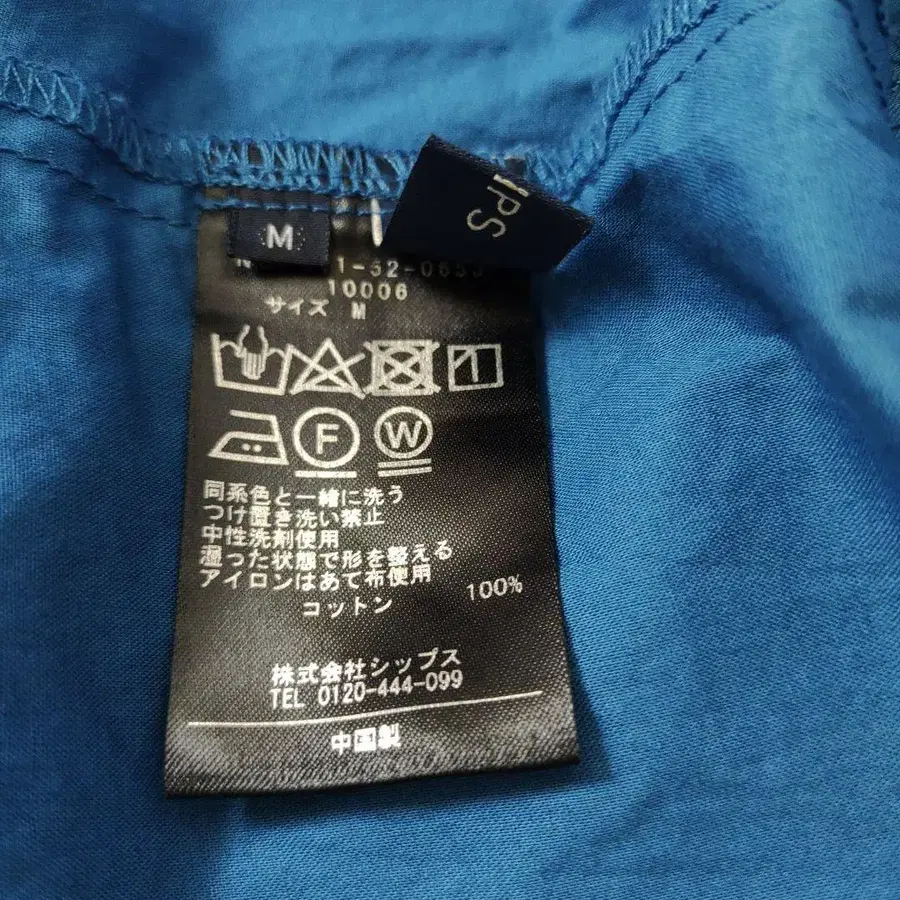 M
IPS
10006
サイズ M
F
W
同系色と一緒に洗う
つけ置き洗い禁止
中性洗剤使用
湿った状態で形を整える
アイロンはあて布使用
コットン 100%
株式会社シップス
TEL 0120-444-099
中国製